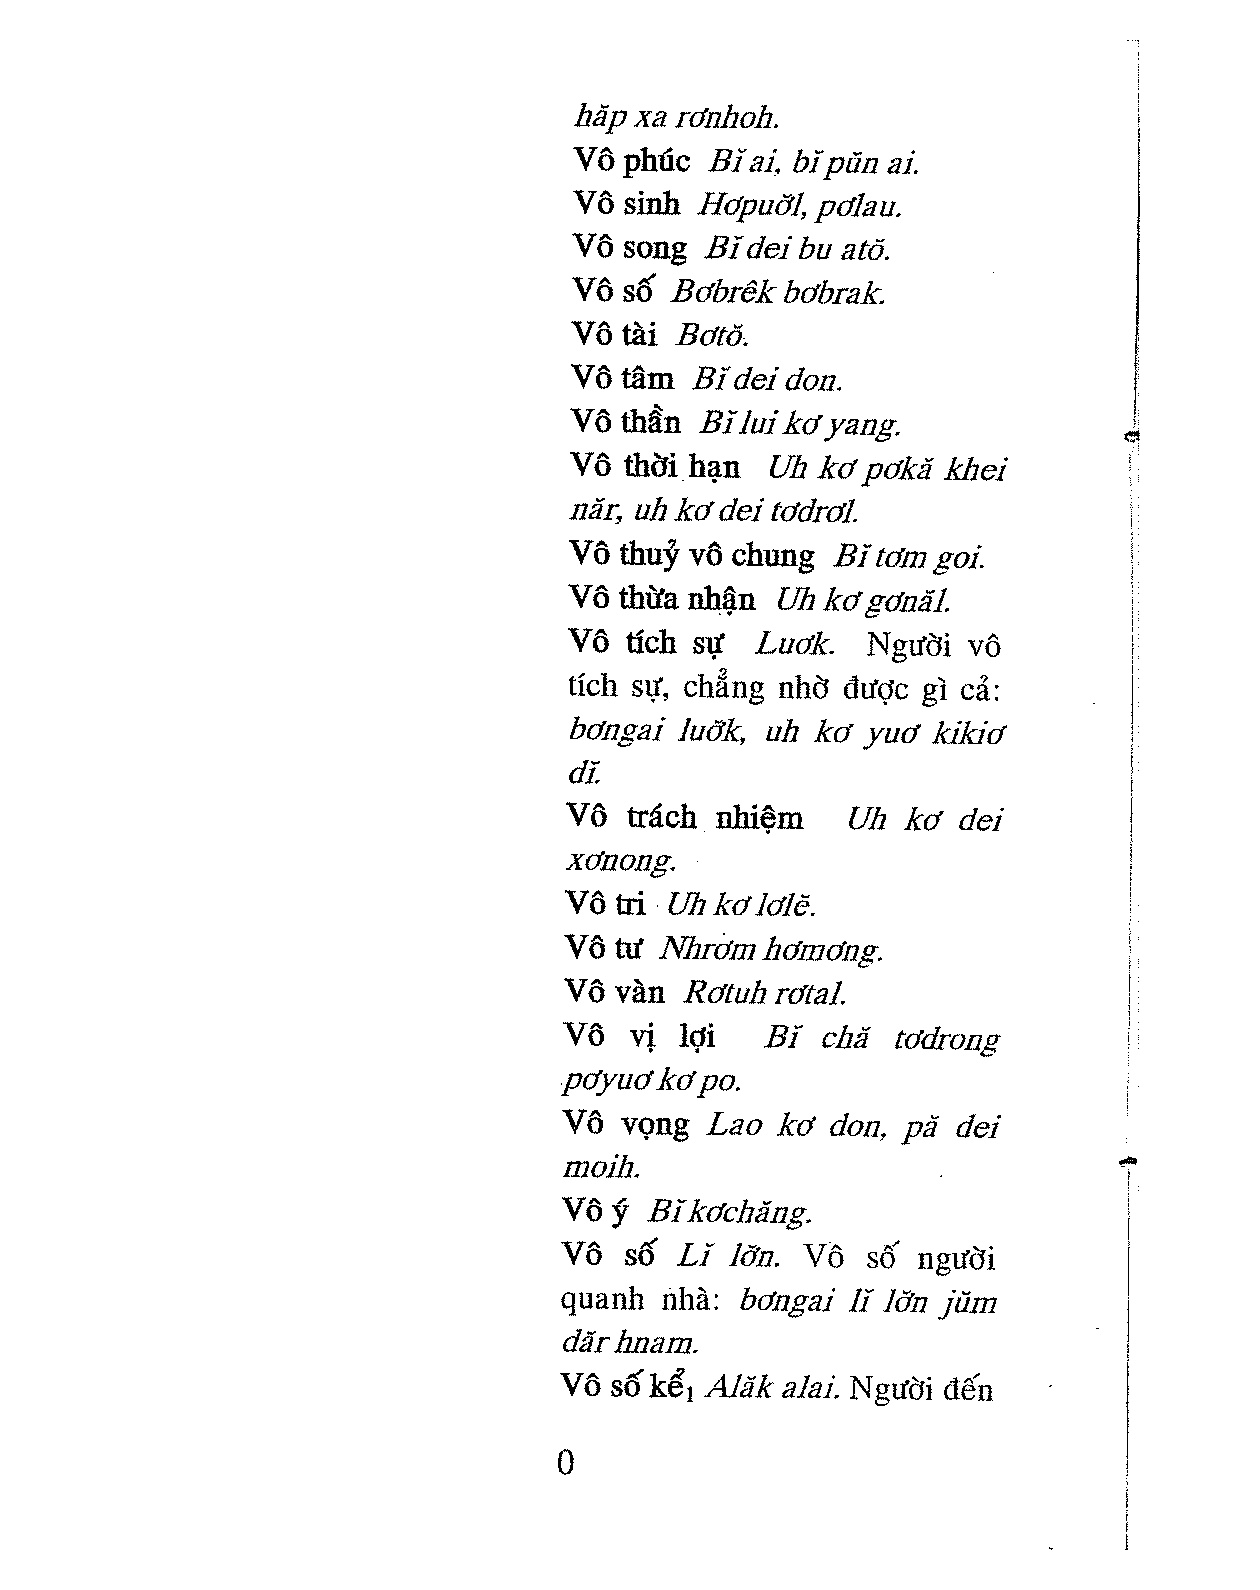 hăp xa rơnhoh.
Vô phúc Bĭ ai, bĭ pŭn ai.
Vô sinh Hơpuơ̆l, pơlau.
Vô song Bĭ dei bu atŏ.
Vô số Bơbrêk bơbrak.
Vô tài Bơtŏ.
Vô tâm Bĭ dei don.
Vô thần Bĭ lui kơ yang.
Vô thời hạn Uh kơ pơkă khei
năr, uh kơ dei tơdrơl.
Vô thuỷ vô chung Bĭ tơm goi.
Vô thừa nhận Uh kơ gơnăl.
Vô tích sự Luơk. Người vô
tích sự, chẳng nhờ được gì cả:
bơngai luơ̆k, uh kơ yuơ kikiơ
dĭ.
Vô trách nhiệm Uh kơ dei
xơnong.
Vô tri Uh kơ lơlĕ.
Vô tư Nhrơm hơmơng.
Vô vàn Rơtuh rơtal.
Vô vị lợi Bĭ chă tơdrong
pơyuơ kơ po.
Vô vọng Lao kơ don, pă dei
moih.
Vô ý Bĭ kơchăng.
Vô số Lĭ lơ̆n. Vô số người
quanh nhà: bơngai lĭ lơ̆n jŭm
dăr hnam.
Vô số kể₁ Alăk alai. Người đến
0